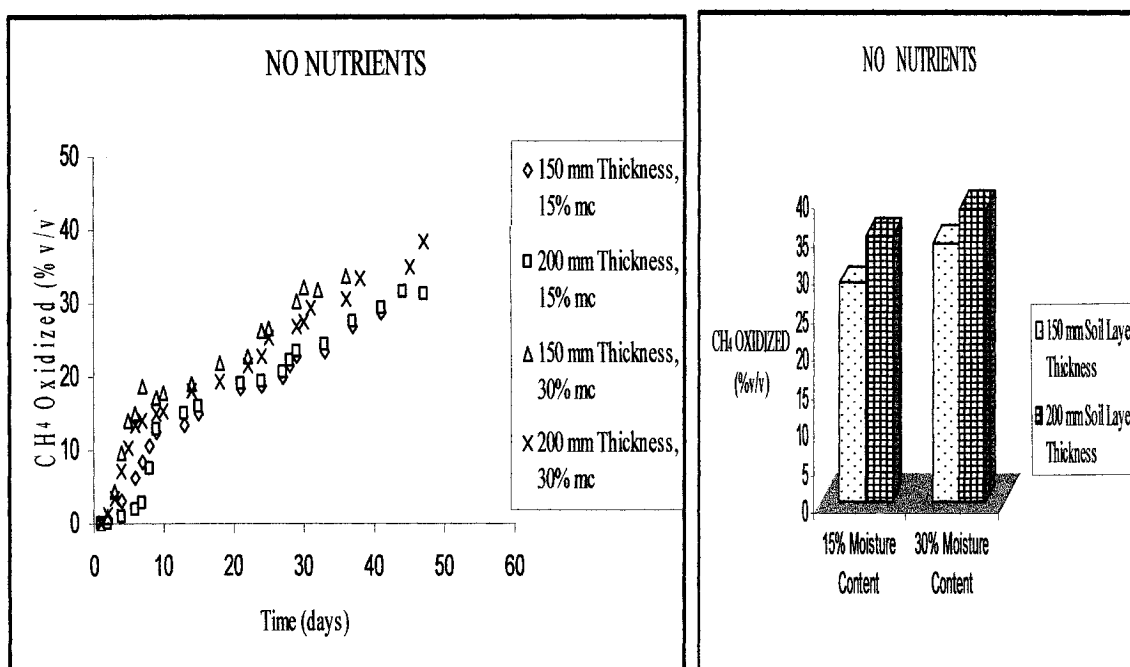 NO NUTRIENTS
50
40
30
20
10
0
CH4 Oxidized (% v/v)
0 10 20 30 40 50 60
Time (days)
150 mm Thickness,
15% mc
200 mm Thickness,
15% mc
150 mm Thickness,
30% mc
200 mm Thickness,
30% mc
NO NUTRIENTS
40
35
30
25
20
15
10
5
0
CH4 OXIDIZED
(%v/v)
15% Moisture
Content
30% Moisture
Content
150 mm Soil Laye
Thickness
200 mm Soil Laye
Thickness